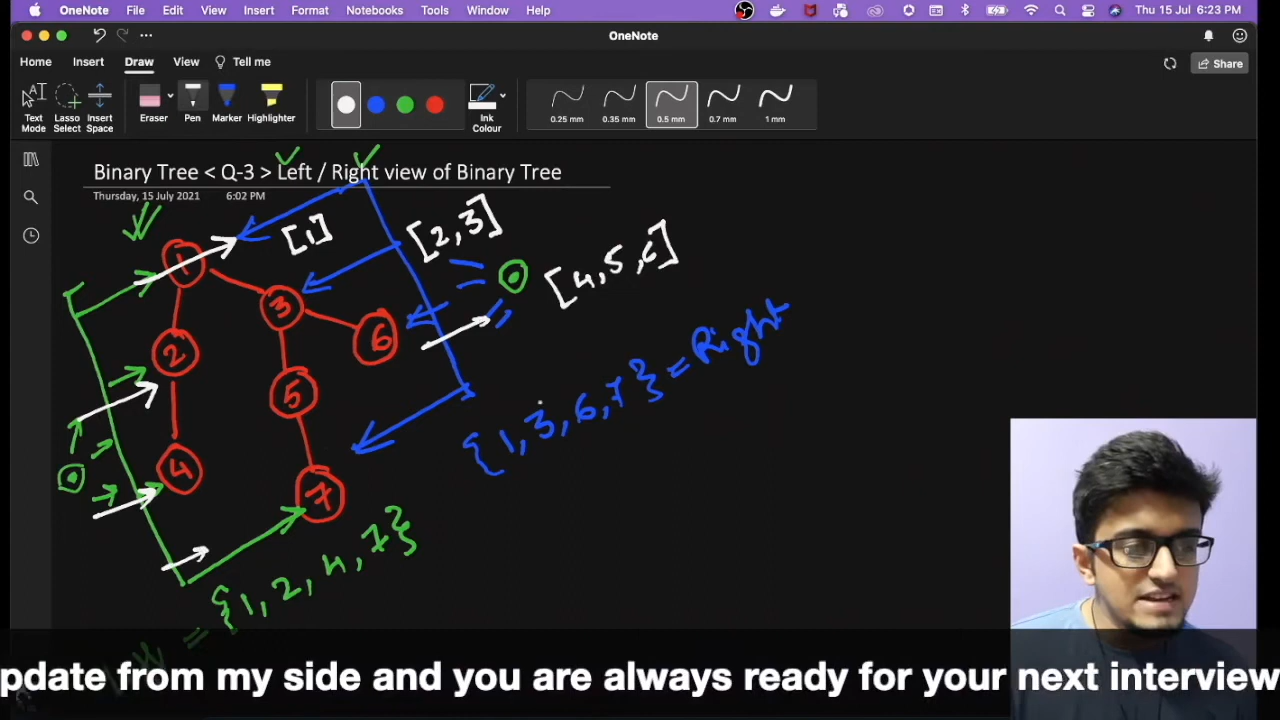 OneNote File Edit View Insert Format Notebooks Tools Window Help Thu 15 Jul 6:23 PM
OneNote
Home Insert Draw View Tell me Share
Text Mode Lasso Select Insert Space Eraser Pen Marker Highlighter Ink Colour 0.25 mm 0.35 mm 0.5 mm 0.7 mm 1 mm
Binary Tree < Q-3 > Left / Right view of Binary Tree
Thursday, 15 July 2021 6:02 PM
1 [1] [2,3] [4,5,6]
3
2 6
5 {1,3,6,7} = Right
4
7
= {1,2,4,7}
pdate from my side and you are always ready for your next interview